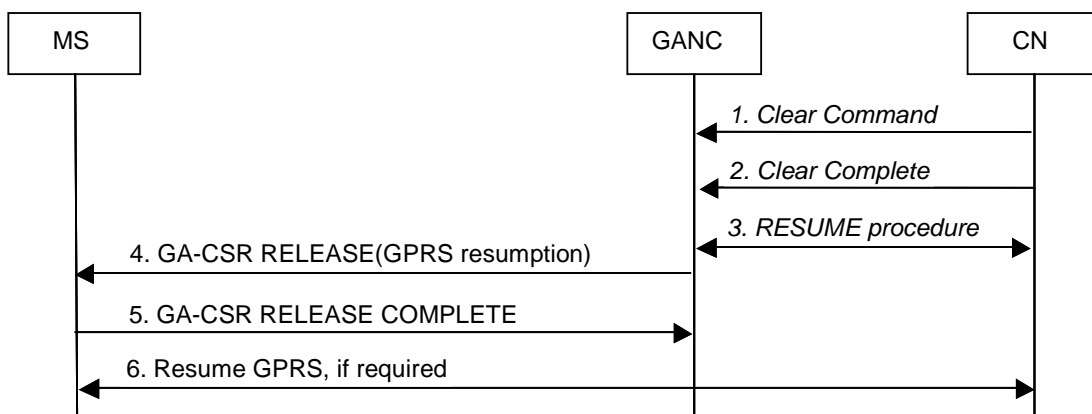 MS
GANC
CN
1. Clear Command
2. Clear Complete
3. RESUME procedure
4. GA-CSR RELEASE(GPRS resumption)
5. GA-CSR RELEASE COMPLETE
6. Resume GPRS, if required